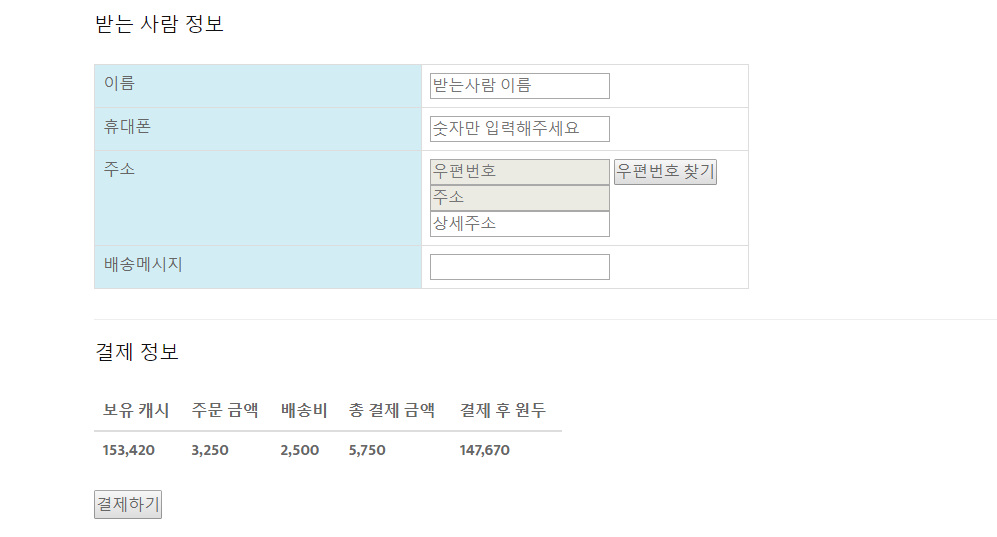 받는 사람 정보
이름 받는사람 이름
휴대폰 숫자만 입력해주세요
주소 우편번호 우편번호 찾기
주소
상세주소
배송메시지
결제 정보
보유 캐시 주문 금액 배송비 총 결제 금액 결제 후 원두
153,420 3,250 2,500 5,750 147,670
결제하기